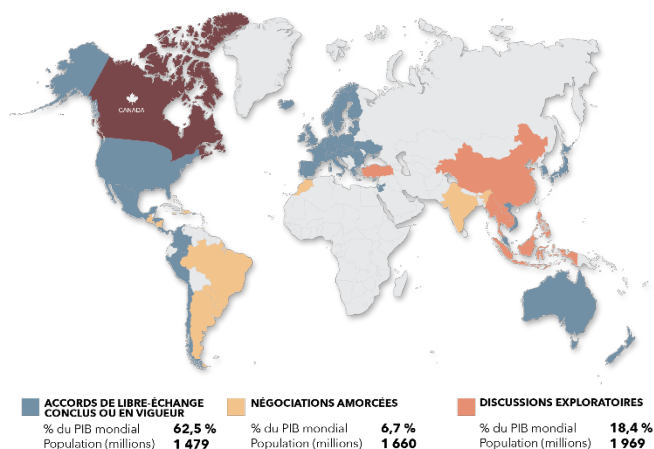 CANADA
ACCORDS DE LIBRE-ÉCHANGE
CONCLUS OU EN VIGUEUR
% du PIB mondial 62,5 %
Population (millions) 1 479
NÉGOCIATIONS AMORCÉES
% du PIB mondial 6,7 %
Population (millions) 1 660
DISCUSSIONS EXPLORATOIRES
% du PIB mondial 18,4 %
Population (millions) 1 969